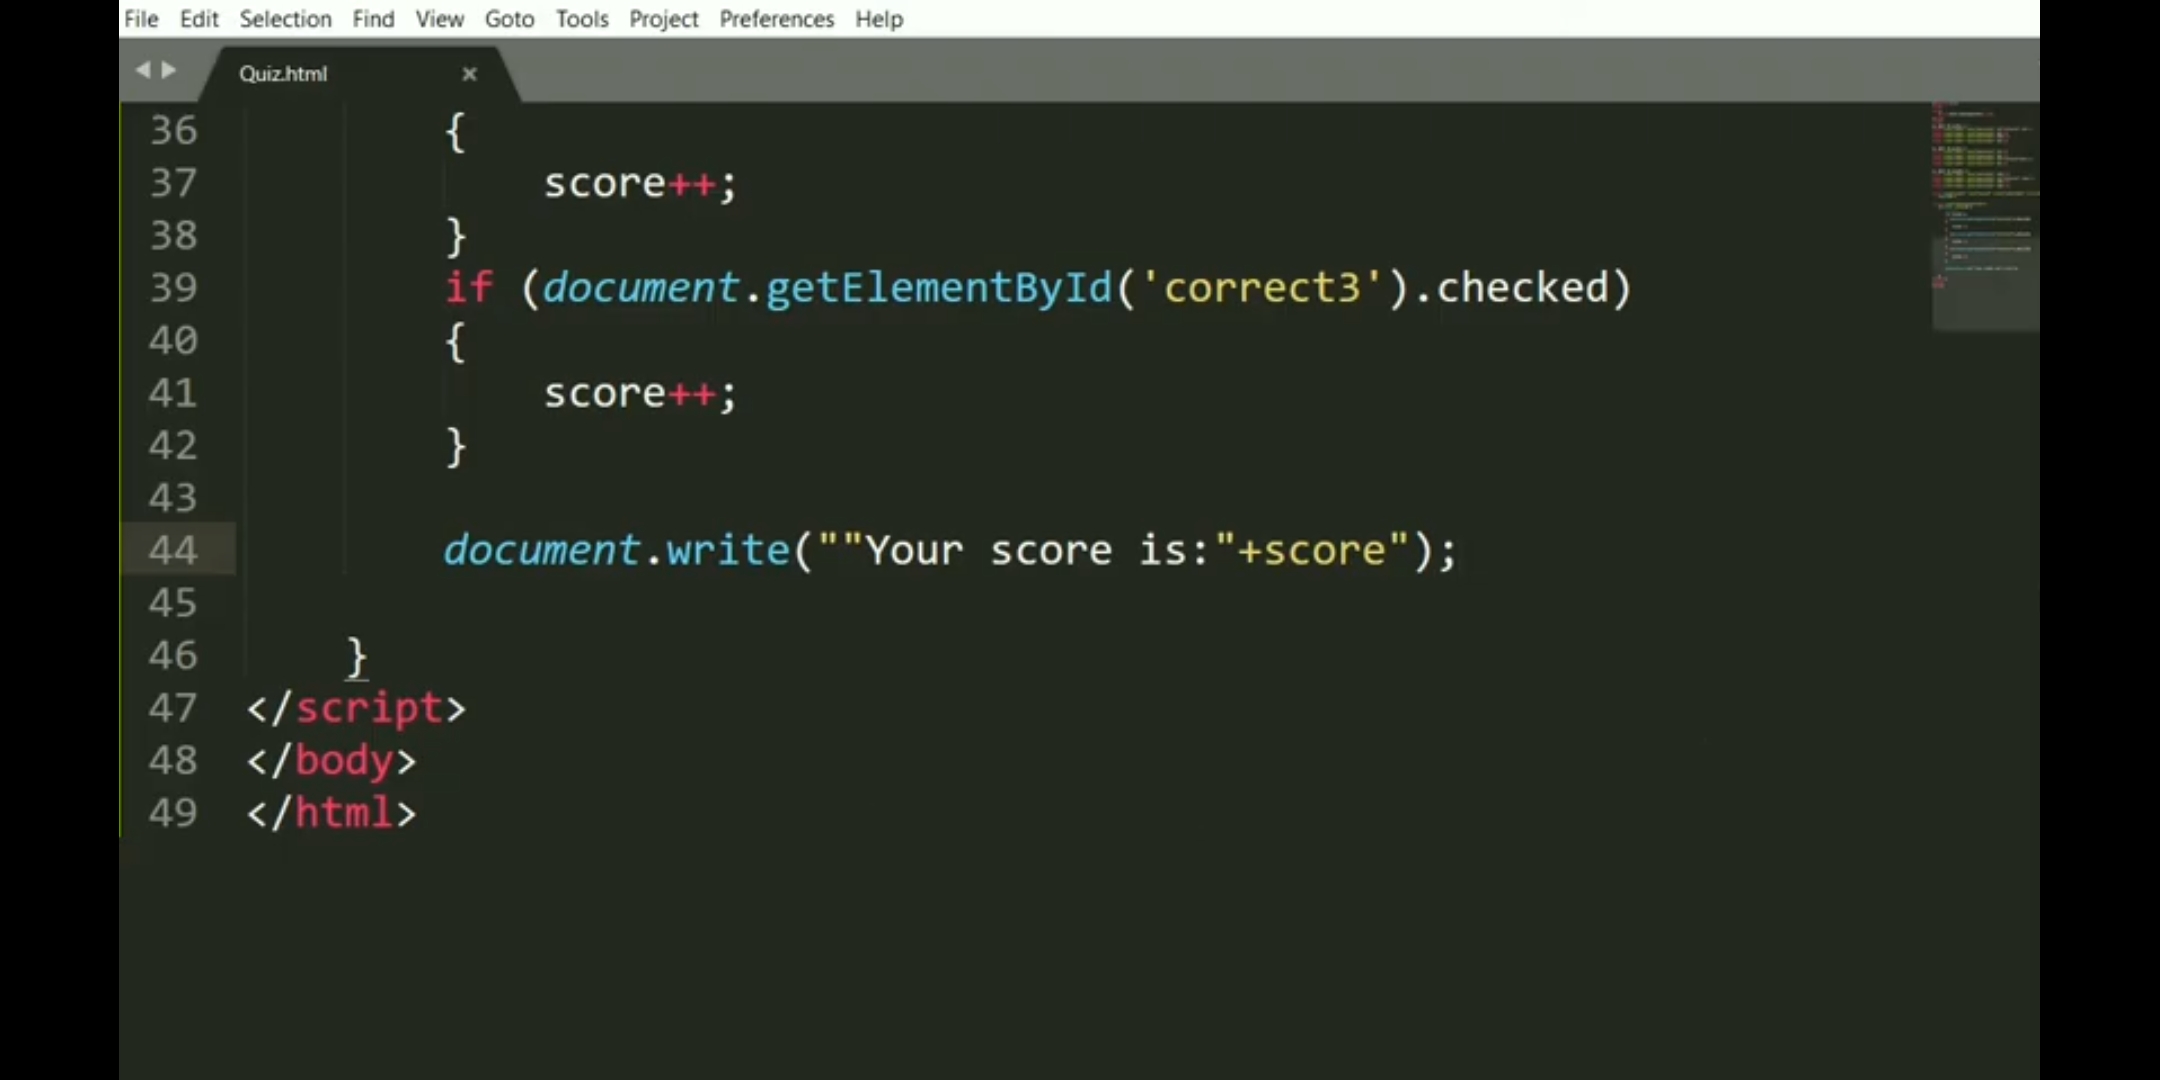 File Edit Selection Find View Goto Tools Project Preferences Help
Quiz.html ×
36 {
37 score++;
38 }
39 if (document.getElementById('correct3').checked)
40 {
41 score++;
42 }
43
44 document.write(""Your score is:"+score");
45
46 }
47 </script>
48 </body>
49 </html>